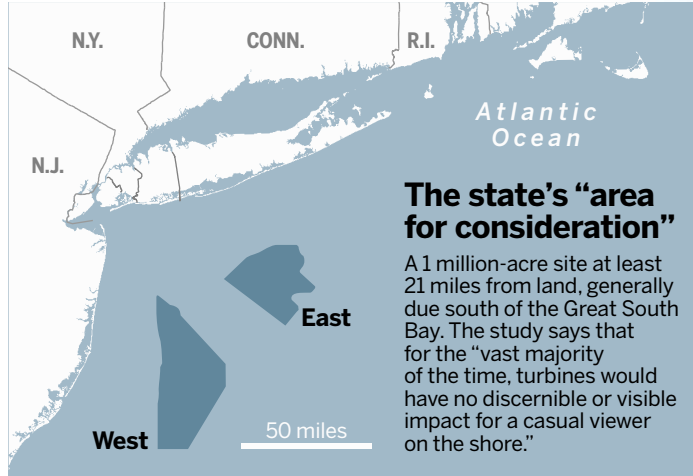 N.Y.
CONN.
R.I.
Atlantic
Ocean
N.J.
The state's “area
for consideration”
A 1 million-acre site at least
21 miles from land, generally
due south of the Great South
Bay. The study says that
for the “vast majority
of the time, turbines would
have no discernible or visible
impact for a casual viewer
on the shore.”
East
West
50 miles